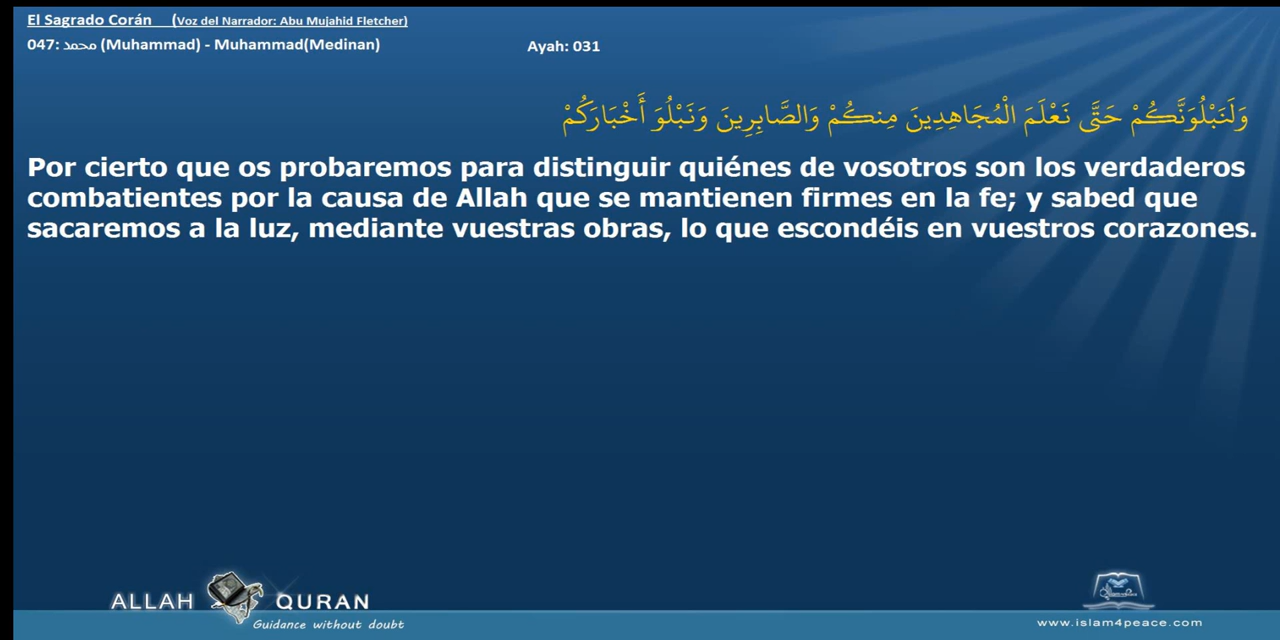 El Sagrado Corán (Voz del Narrador: Abu Mujahid Fletcher)
047: محمد (Muhammad) - Muhammad(Medinan) Ayah: 031
وَلَنَبْلُوَنَّكُمْ حَتَّى نَعْلَمَ الْمُجَاهِدِينَ مِنكُمْ وَالصَّابِرِينَ وَنَبْلُوَ أَخْبَارَكُمْ
Por cierto que os probaremos para distinguir quiénes de vosotros son los verdaderos
combatientes por la causa de Allah que se mantienen firmes en la fe; y sabed que
sacaremos a la luz, mediante vuestras obras, lo que escondéis en vuestros corazones.
ALLAH QURAN
Guidance without doubt
www.islam4peace.com